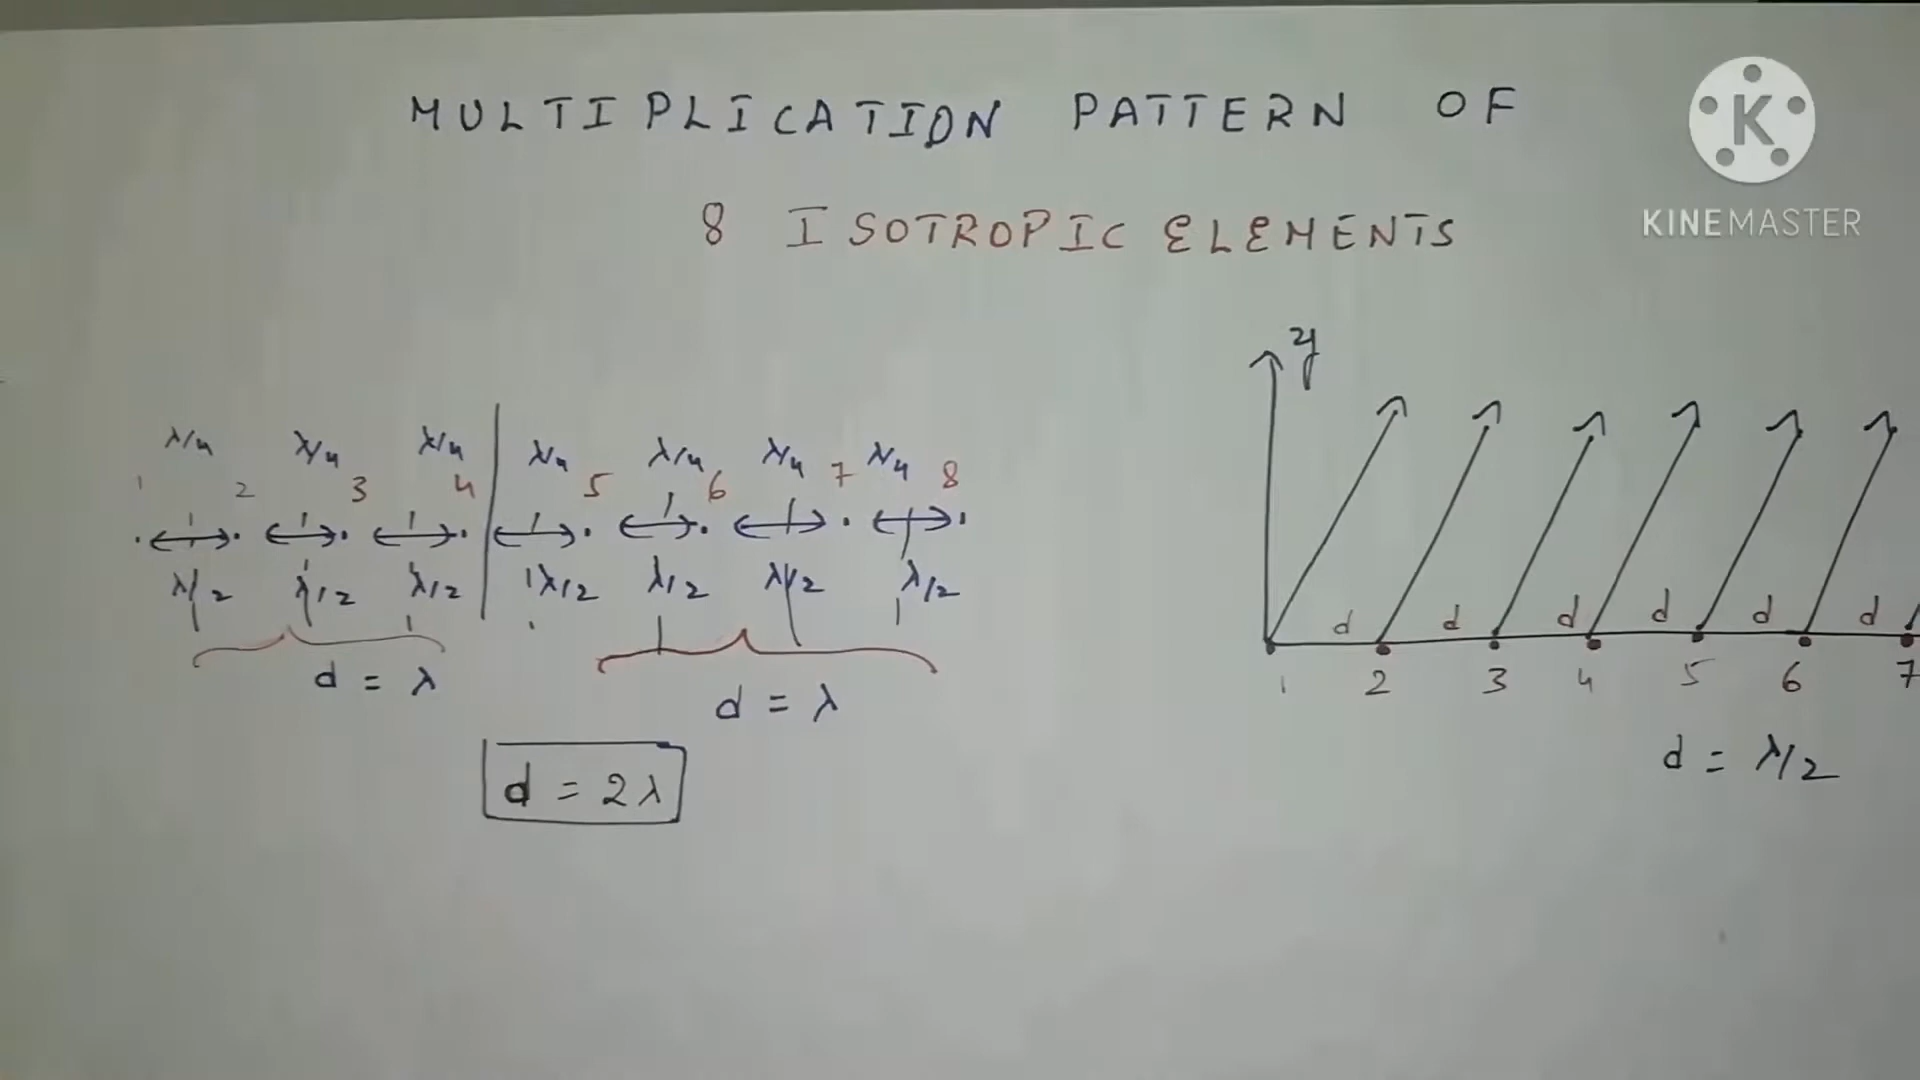 MULTIPLICATION PATTERN OF
8 ISOTROPIC ELEMENTS
K
KINEMASTER
y
λ/4 λ/4 λ/4 λ/4 λ/4 λ/4 λ/4
1 2 3 4 5 6 7 8
λ/2 λ/2 λ/2 λ/2 λ/2 λ/2 λ/2
d = λ
d = λ
d = 2λ
d d d d d d
1 2 3 4 5 6 7
d = λ/2